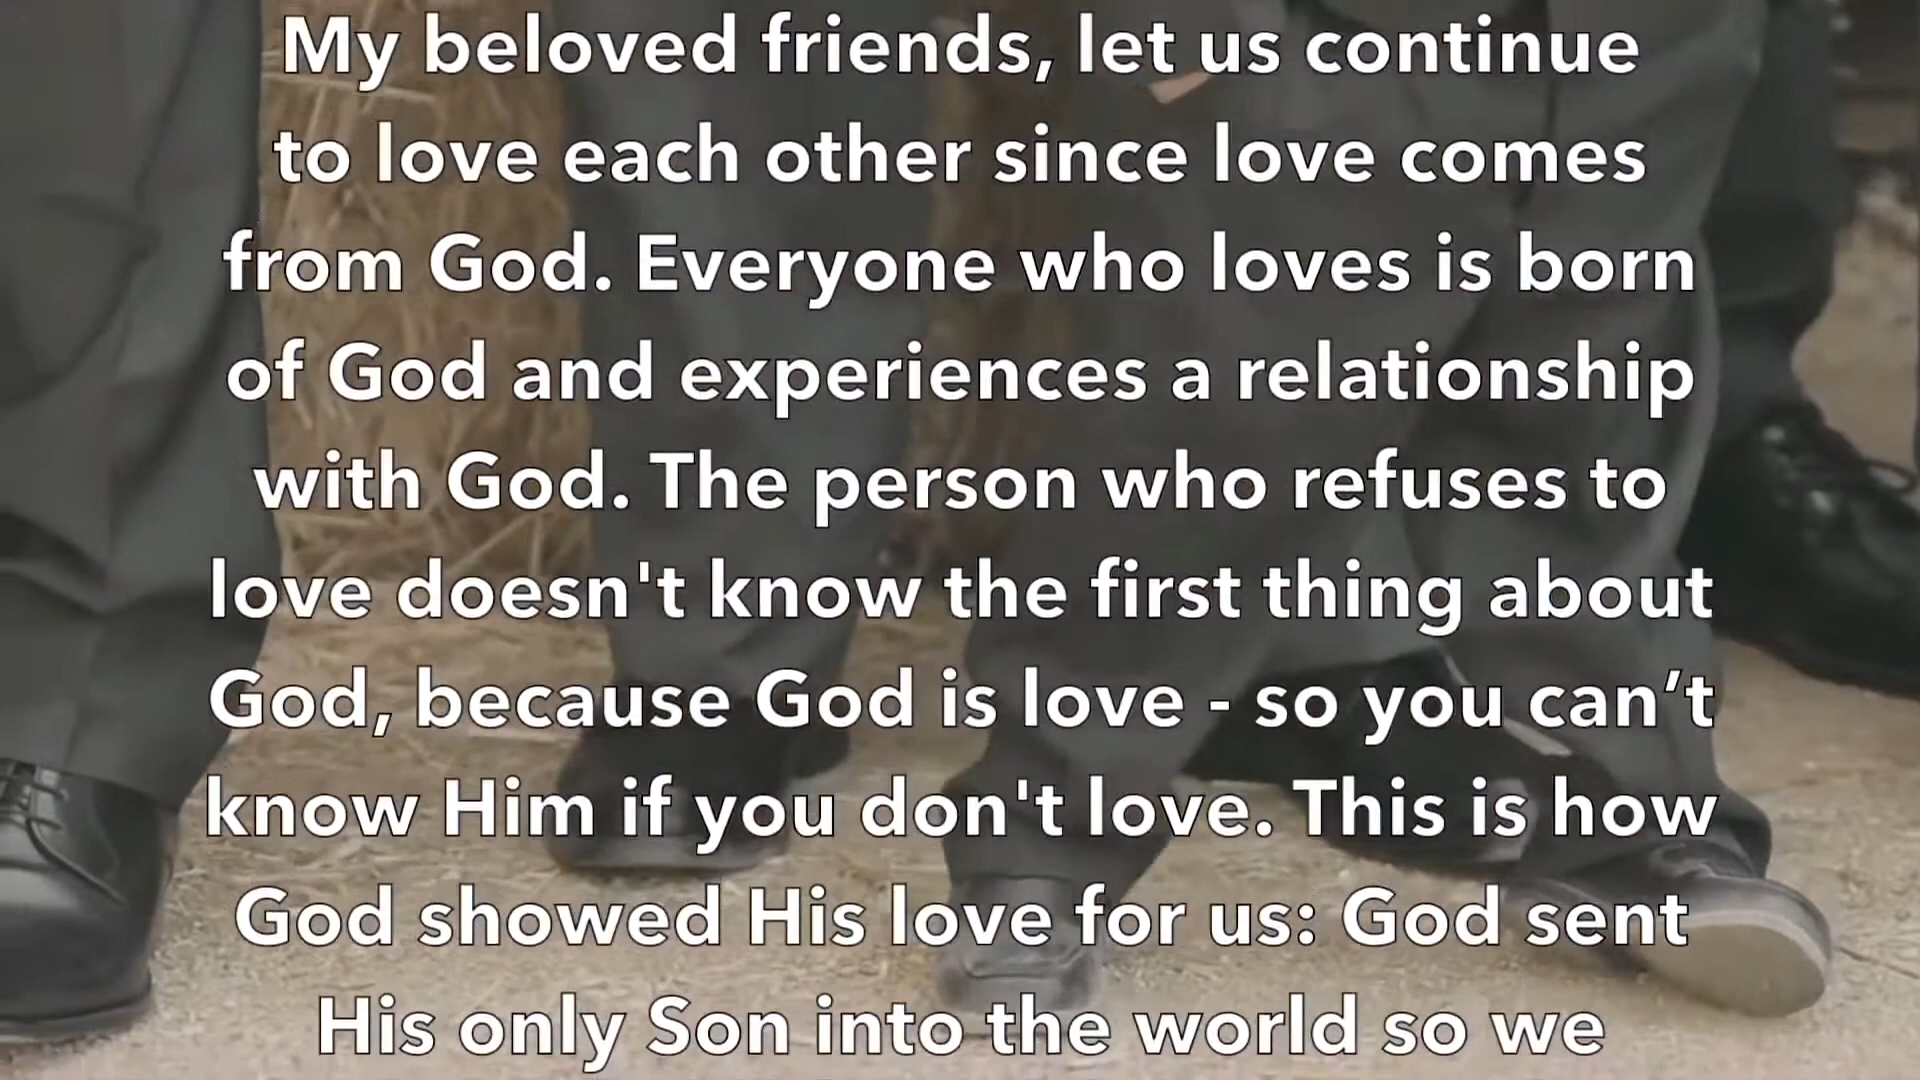 My beloved friends, let us continue
to love each other since love comes
from God. Everyone who loves is born
of God and experiences a relationship
with God. The person who refuses to
love doesn't know the first thing about
God, because God is love - so you can’t
know Him if you don't love. This is how
God showed His love for us: God sent
His only Son into the world so we